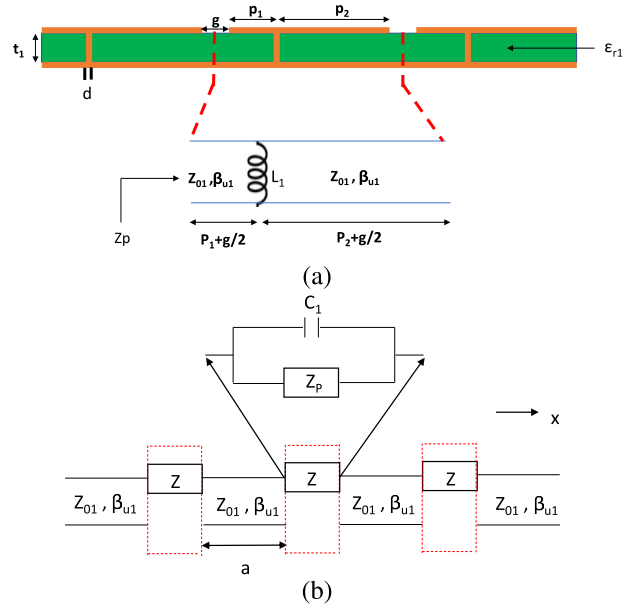 g p₁ p₂
t₁ εᵣ₁
d
Z₀₁,βᵤ₁ L₁ Z₀₁,βᵤ₁
Zp P₁+g/2 P₂+g/2
(a)
C₁
Z_P
x
Z Z Z
Z₀₁ , βᵤ₁ Z₀₁ , βᵤ₁ Z₀₁ , βᵤ₁ Z₀₁ , βᵤ₁
a
(b)